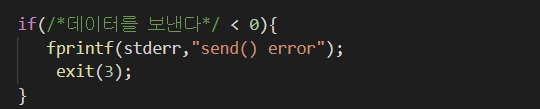 if(/*데이터를 보낸다*/ < 0){
fprintf(stderr,"send() error");
exit(3);
}